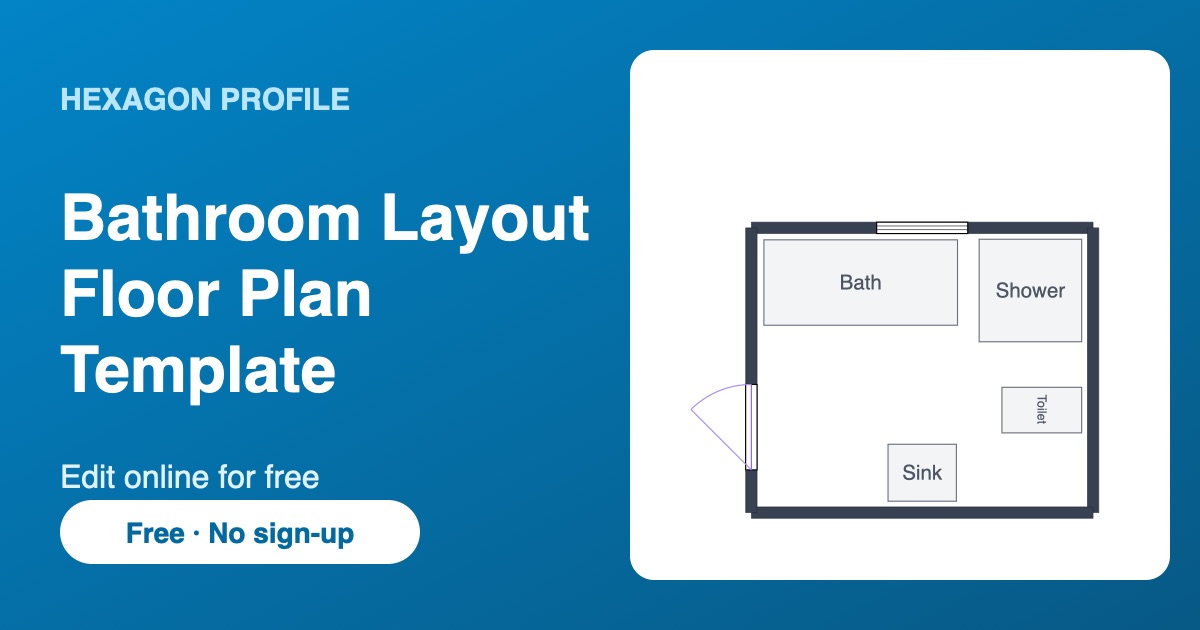 HEXAGON PROFILE
Bathroom Layout
Floor Plan
Template
Edit online for free
Free · No sign-up
Bath
Shower
Toilet
Sink